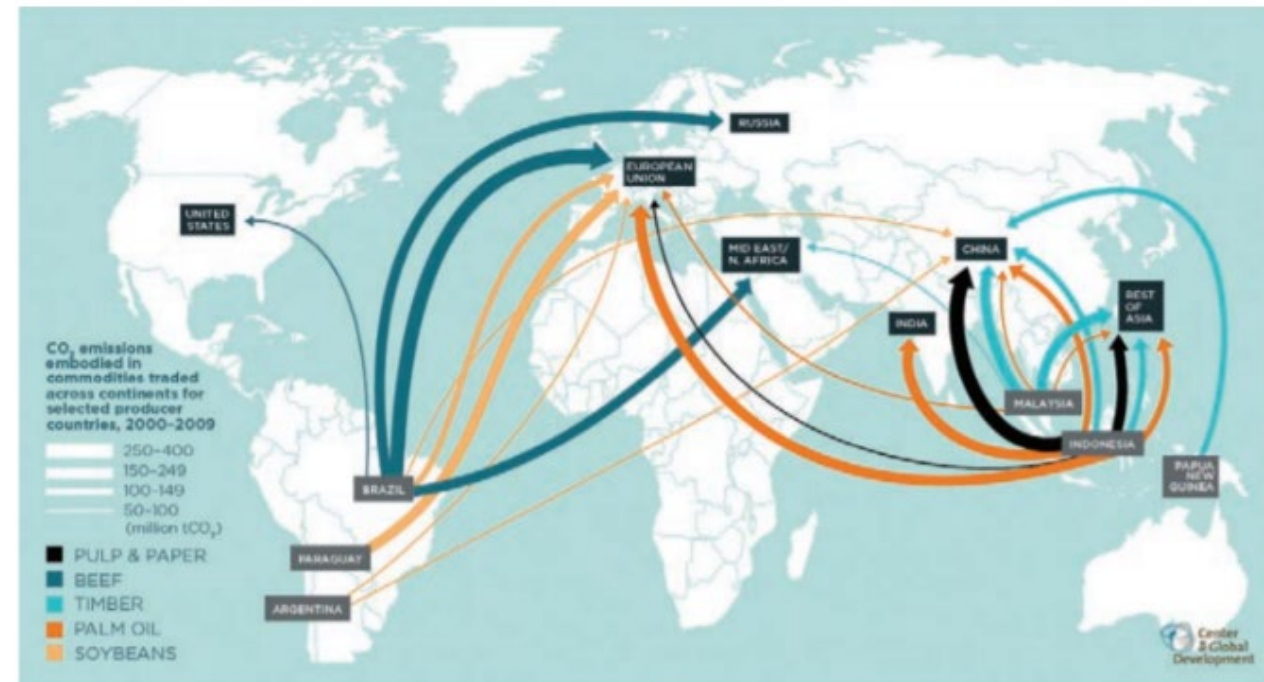 RUSSIA
EUROPEAN
UNION
UNITED
STATES
MID EAST/
N. AFRICA
CHINA
REST
OF
ASIA
INDIA
CO₂ emissions
embodied in
commodities traded
across continents for
selected producer
countries, 2000-2009
250-400
150-249
100-149
50-100
(million tCO₂)
MALAYSIA
INDONESIA
PAPUA
NEW
GUINEA
BRAZIL
PARAGUAY
ARGENTINA
PULP & PAPER
BEEF
TIMBER
PALM OIL
SOYBEANS
Center
Global
Development